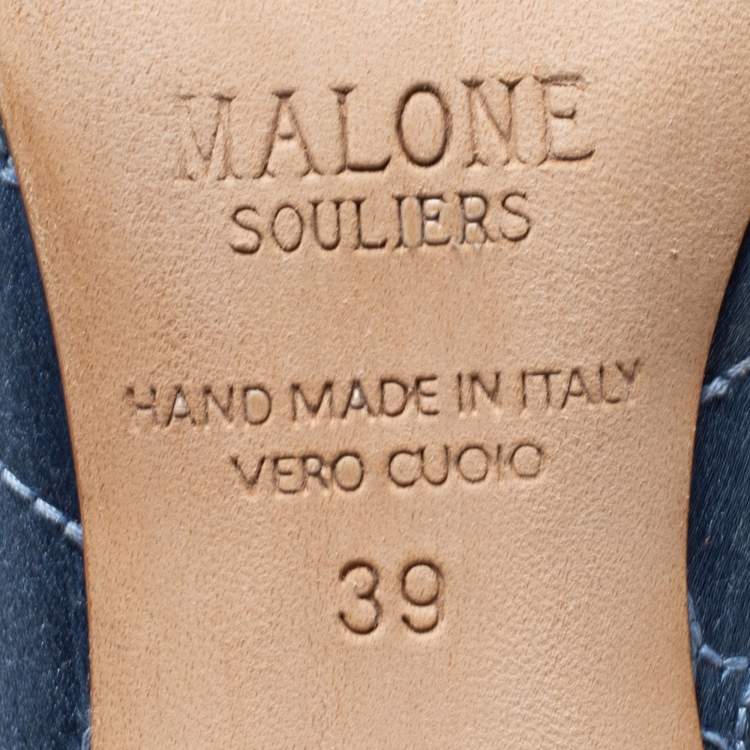 MALONE
SOULIERS
HAND MADE IN ITALY
VERO CUOIO
39